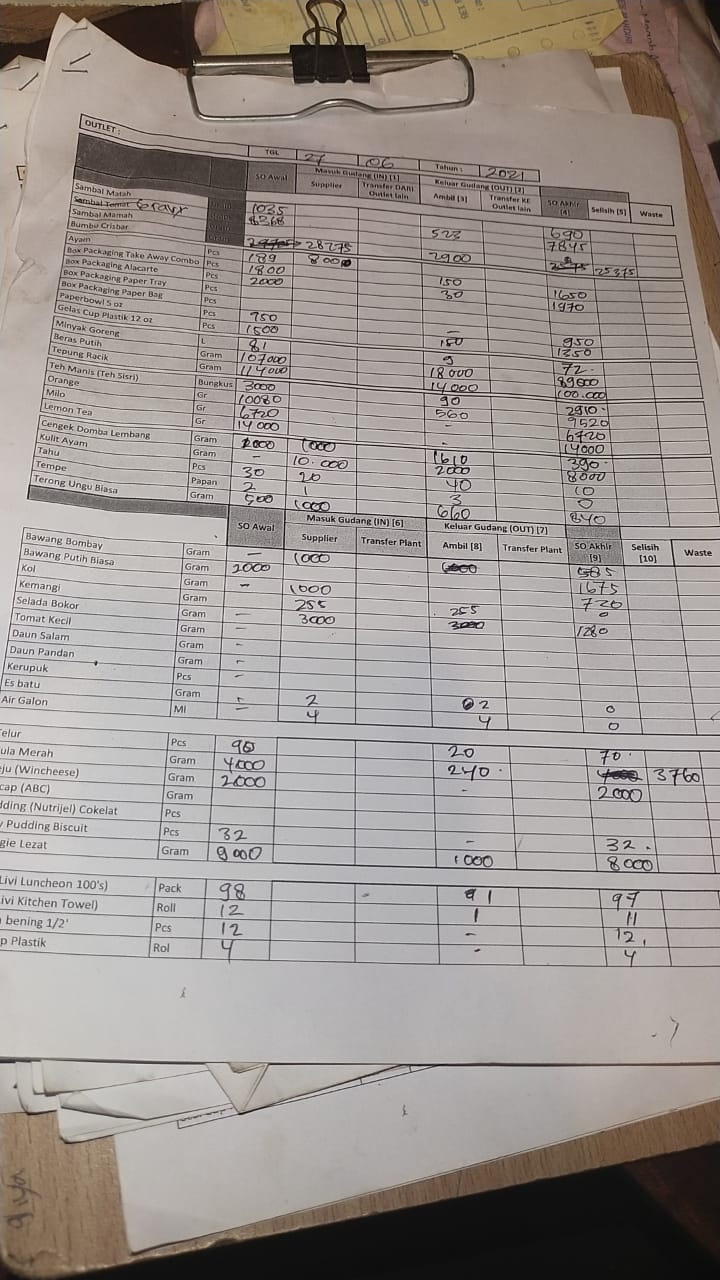 OUTLET :
TGL 27 06 Tahun : 2021
SO Awal Masuk Gudang (IN) [1] Keluar Gudang (OUT) [2] SO Akhir [4] Selisih [5] Waste
Supplier Transfer DARI Outlet lain Ambil [3] Transfer KE Outlet lain
Sambal Matah
Sambal Tomat 1035 690
Sambal Mamah 8368 523 7845
Bumbu Crisbar 28275 2900 25375
Ayam Pcs 189 800
Box Packaging Take Away Combo Pcs 1800 150 1650
Box Packaging Alacarte Pcs 2000 30 1970
Box Packaging Paper Tray Pcs
Box Packaging Paper Bag Pcs
Paperbowl 5 oz Pcs 950 - 950
Gelas Cup Plastik 12 oz Pcs 1500 150 1350
Minyak Goreng L 81 9 72
Beras Putih Gram 107000 18000 89000
Tepung Racik Gram 114000 14000 100.000
Teh Manis (Teh Sisri) Bungkus 3000 90 2910
Orange Gr 10080 560 9520
Milo Gr 6720 - 6720
Lemon Tea Gr 14000 - 14000
Cengek Domba Lembang Gram 1000 1000 1610 390
Kulit Ayam Gram - 10.000 2000 8000
Tahu Pcs 30 20 40 10
Tempe Papan 2 1 3 0
Terong Ungu Biasa Gram 500 1000 660 840
SO Awal Masuk Gudang (IN) [6] Keluar Gudang (OUT) [7] SO Akhir [9] Selisih [10] Waste
Supplier Transfer Plant Ambil [8] Transfer Plant
Bawang Bombay Gram - 1000 585
Bawang Putih Biasa Gram 2000 1675
Kol Gram - 1000 720
Kemangi Gram 255 255 0
Selada Bokor Gram - 3000 1280
Tomat Kecil Gram -
Daun Salam Gram -
Daun Pandan Gram -
Kerupuk Pcs -
Es batu Gram - 2 2 0
Air Galon Ml - 4 4 0
elur Pcs 90 20 70
ula Merah Gram 4000 240 3760
ju (Wincheese) Gram 2000 2000
cap (ABC) Gram
dding (Nutrijel) Cokelat Pcs
Pudding Biscuit Pcs 32 - 32
gie Lezat Gram 9000 1000 8000
Livi Luncheon 100's) Pack 98 1 97
ivi Kitchen Towel) Roll 12 1 11
bening 1/2' Pcs 12 - 12
p Plastik Rol 4 - 4